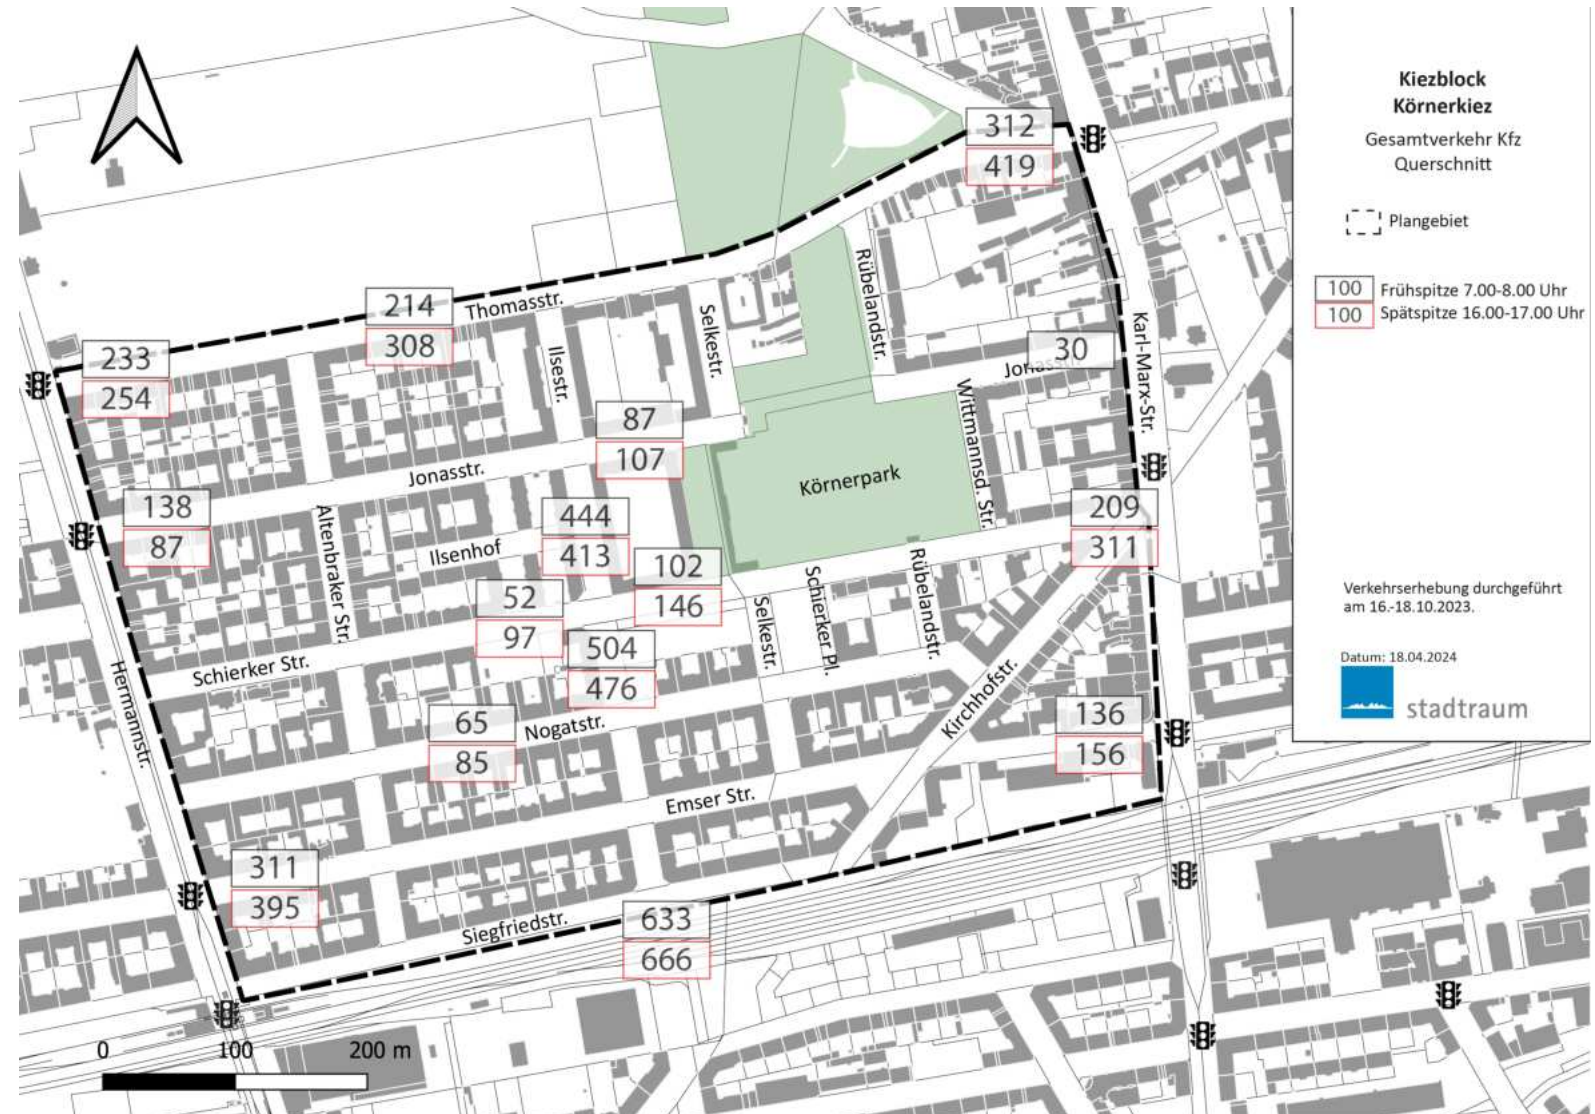 Kiezblock
Körnerkiez
Gesamtverkehr Kfz
Querschnitt
Plangebiet
100 Frühspitze 7.00-8.00 Uhr
100 Spätspitze 16.00-17.00 Uhr
Verkehrserhebung durchgeführt
am 16.-18.10.2023.
Datum: 18.04.2024
stadtraum
312
419
Thomasstr.
214
308
233
254
Ilsestr.
Selkestr.
Rübelandstr.
30
Jonasstr.
Karl-Marx-Str.
87
107
Jonasstr.
Körnerpark
Wittmannsd. Str.
138
87
Altenbraker Str.
Ilsenhof
444
413
209
311
102
146
52
97
Selkestr.
Schierker Pl.
Rübelandstr.
504
476
Schierker Str.
Hermannstr.
Kirchhofstr.
65
85
Nogatstr.
136
156
Emser Str.
311
395
Siegfriedstr.
633
666
0 100 200 m